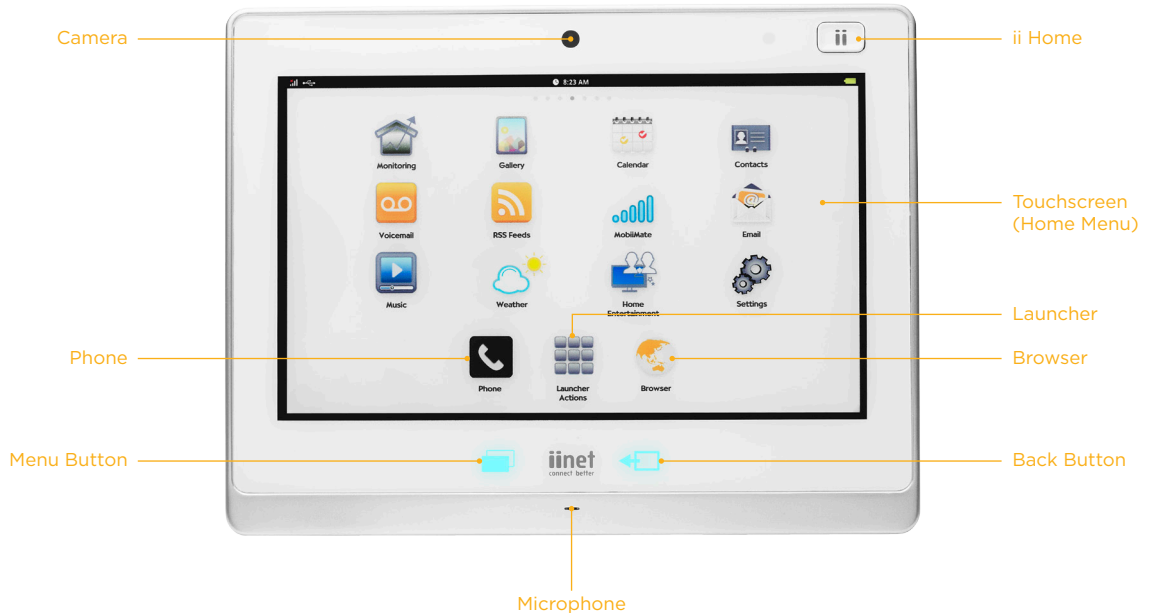 Camera
ii
ii Home
8:23 AM
Monitoring
Gallery
Calendar
Contacts
Voicemail
RSS Feeds
MobilMate
Email
Touchscreen
(Home Menu)
Music
Weather
Home
Entertainment
Settings
Launcher
Phone
Phone
Launcher
Actions
Browser
Browser
Menu Button
iinet
connect better
Back Button
Microphone